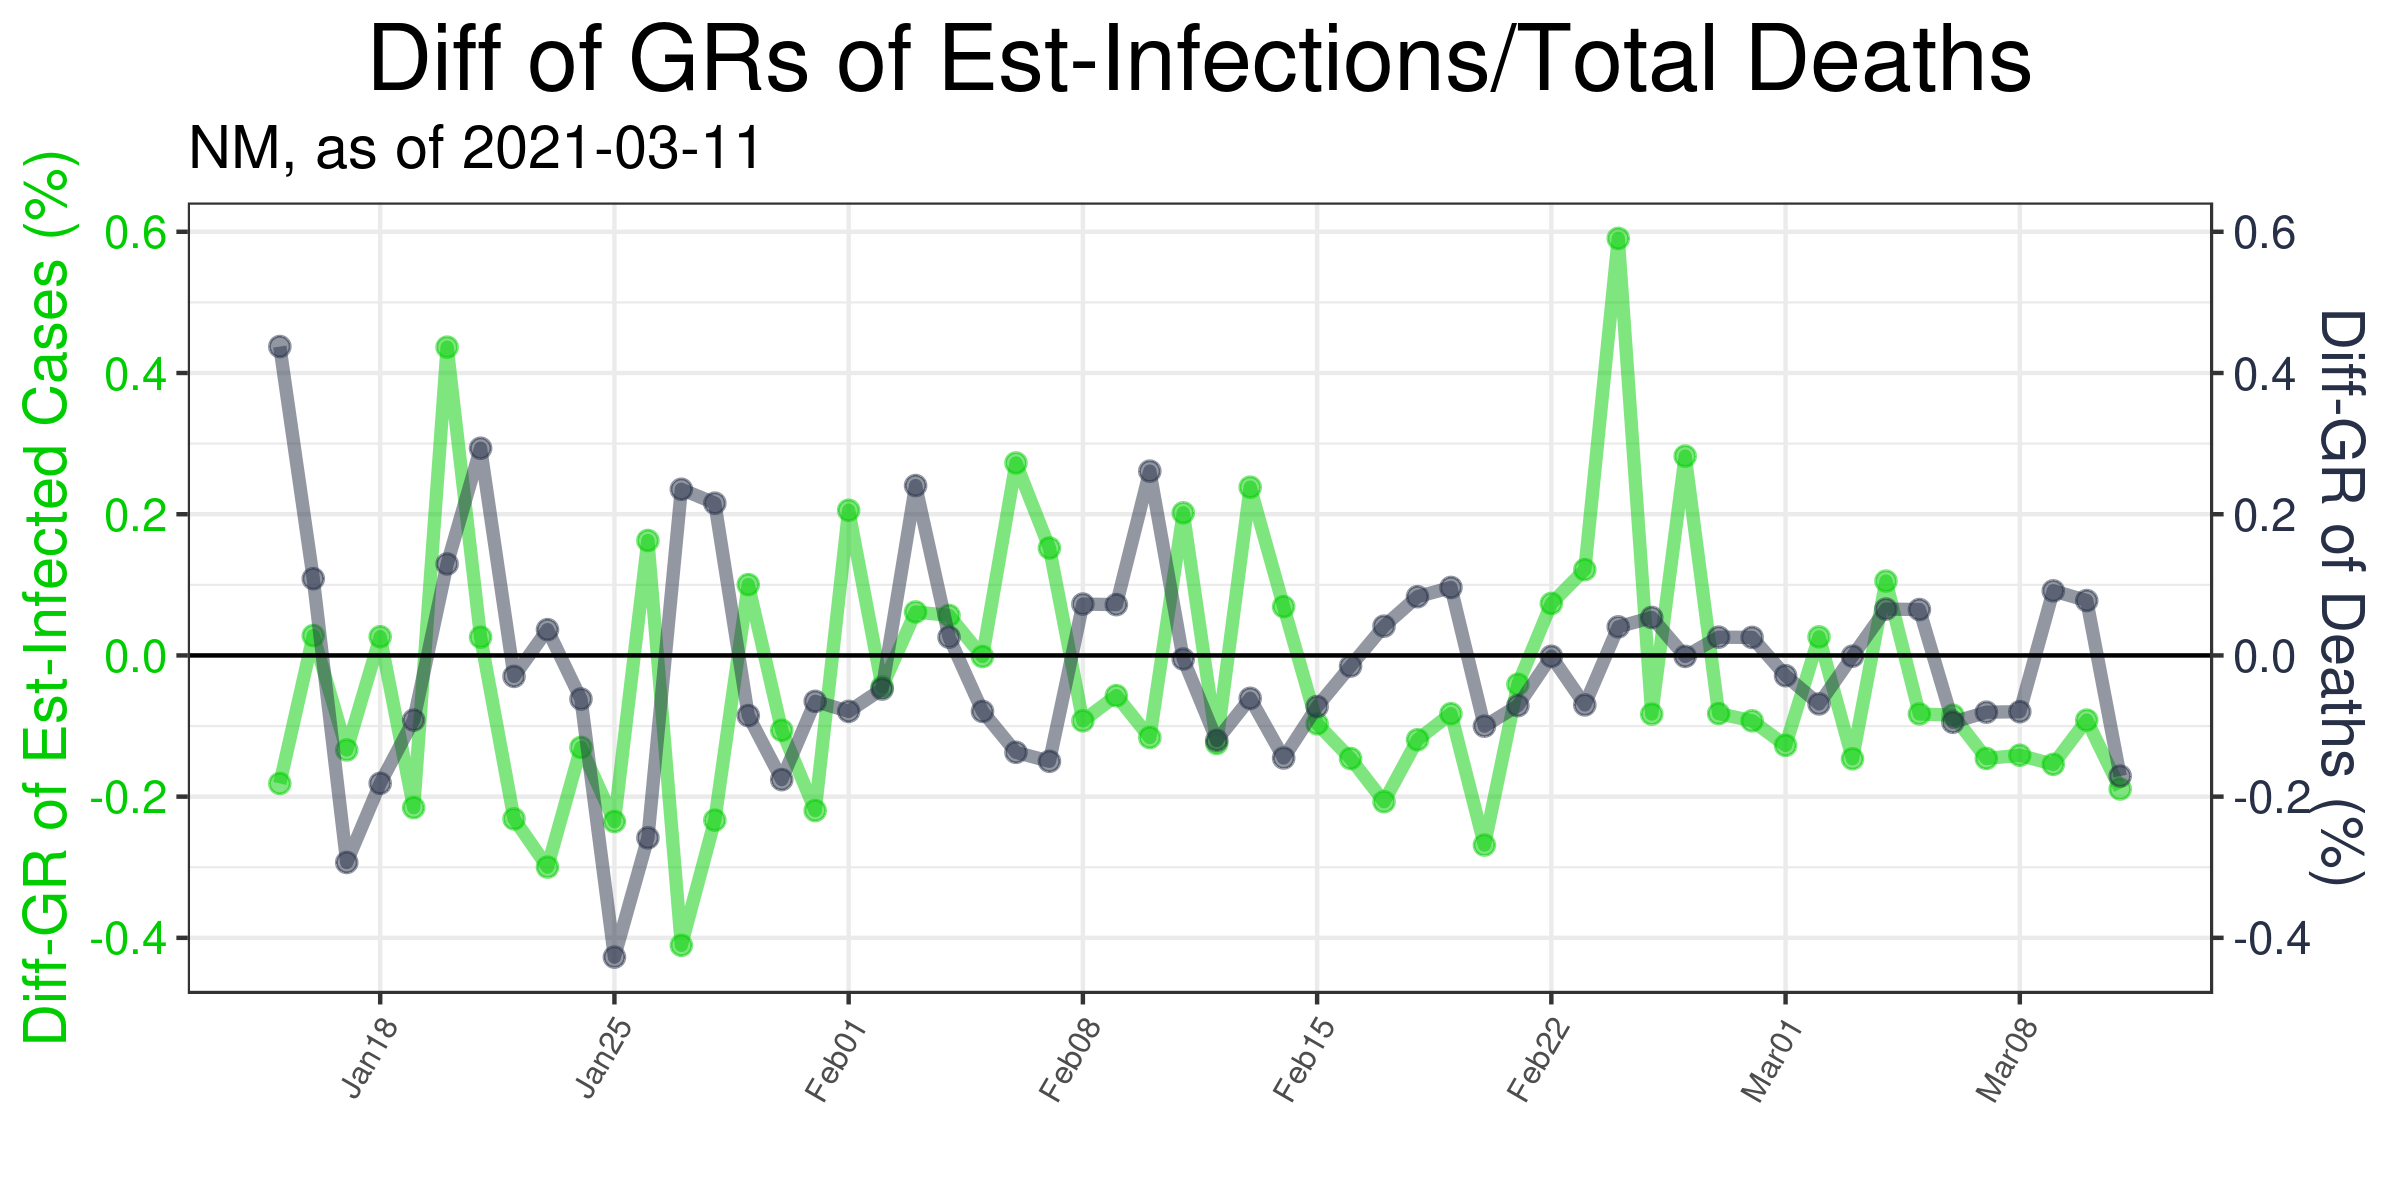 Diff of GRs of Est-Infections/Total Deaths
NM, as of 2021-03-11
Diff-GR of Est-Infected Cases (%)
0.6
0.4
0.2
0.0
-0.2
-0.4
0.6
0.4
0.2
0.0
-0.2
-0.4
Diff-GR of Deaths (%)
Jan18
Jan25
Feb01
Feb08
Feb15
Feb22
Mar01
Mar08